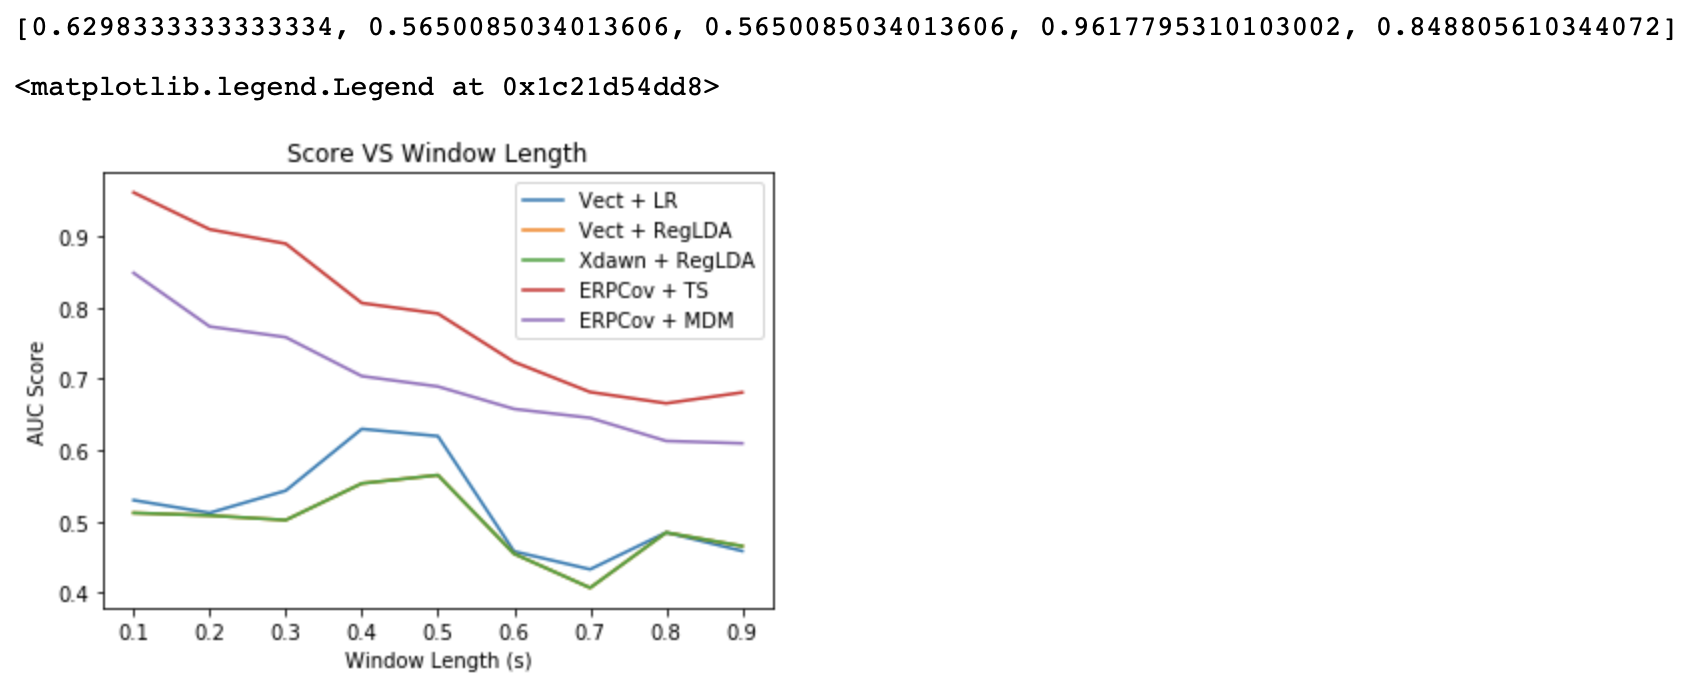 [0.6298333333333334, 0.5650085034013606, 0.5650085034013606, 0.9617795310103002, 0.848805610344072]
<matplotlib.legend.Legend at 0x1c21d54dd8>
Score VS Window Length
Vect + LR
Vect + RegLDA
Xdawn + RegLDA
ERPCov + TS
ERPCov + MDM
AUC Score
0.9
0.8
0.7
0.6
0.5
0.4
0.1 0.2 0.3 0.4 0.5 0.6 0.7 0.8 0.9
Window Length (s)